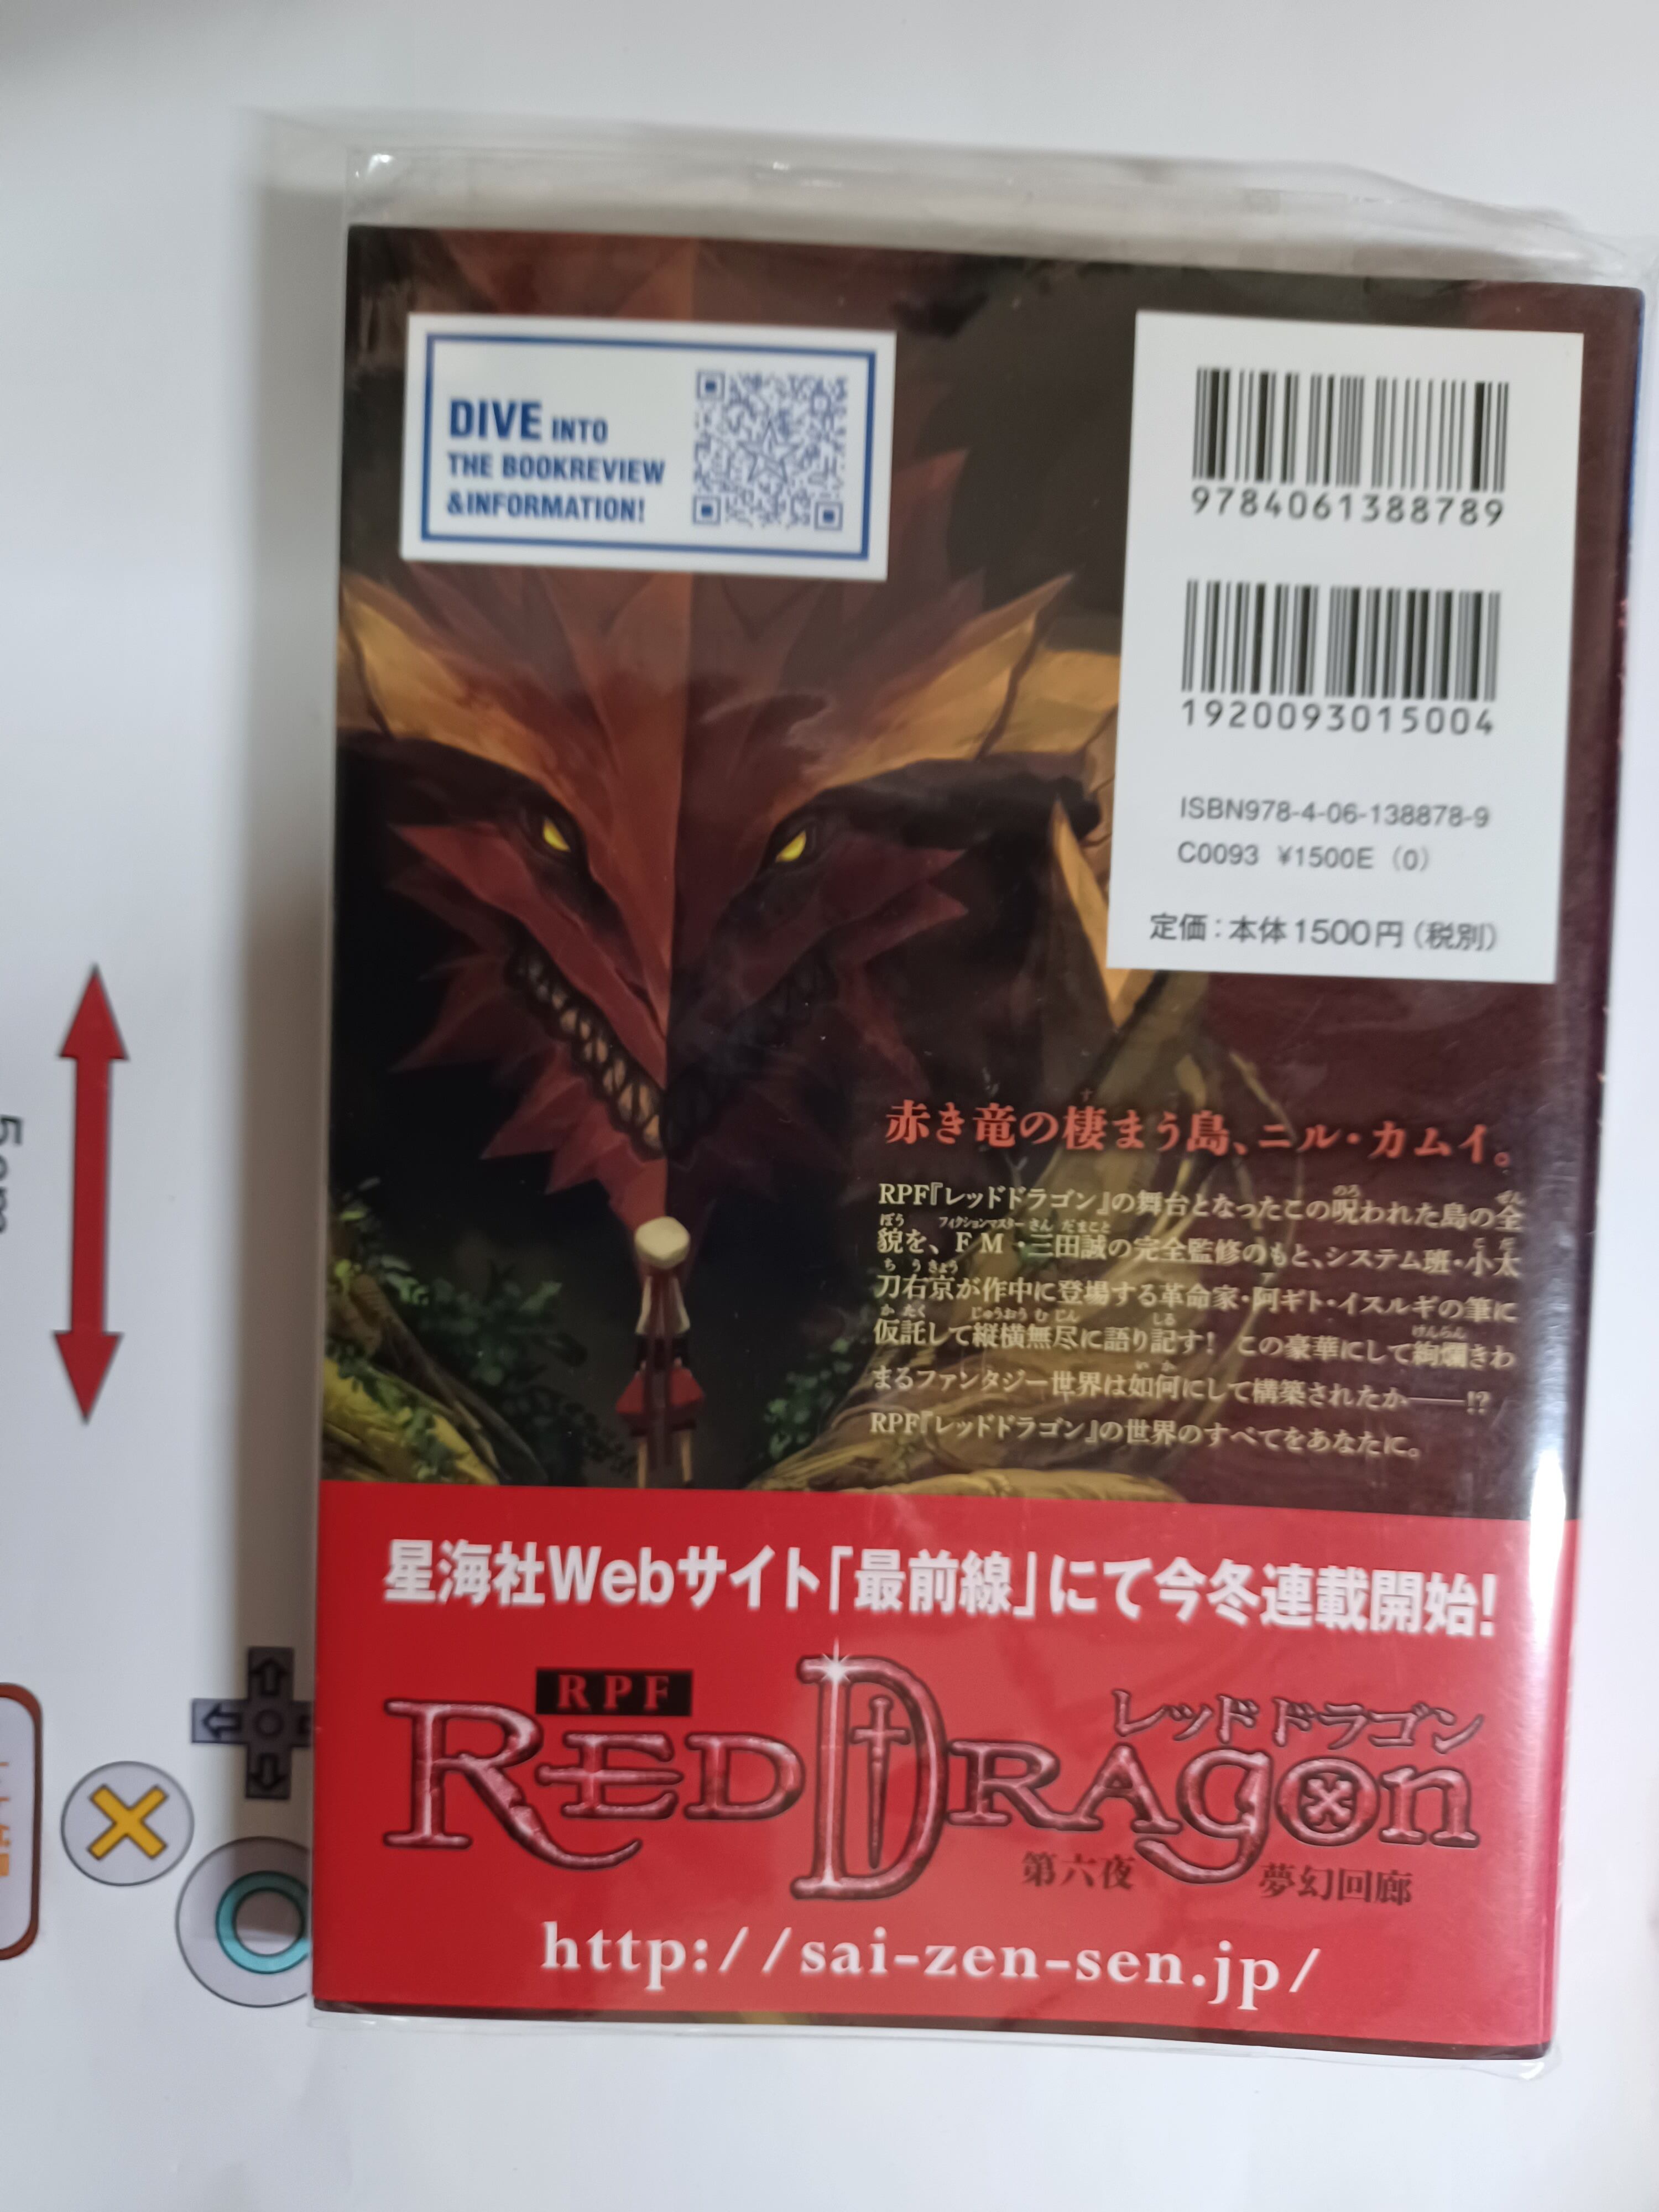 DIVE INTO
THE BOOKREVIEW
&INFORMATION!
9784061388789
1920093015004
ISBN978-4-06-138878-9
C0093 ¥1500E (0)
定価：本体1500円（税別）
赤き竜の棲まう島、ニル・カムイ。
RPF『レッドドラゴン』の舞台となったこの呪われた島の全
貌を、FM・三田誠の完全監修のもと、システム班・小太
刀右京が作中に登場する革命家・阿ギト・イスルギの筆に
仮託して縦横無尽に語り記す！ この豪華にして絢爛きわ
まるファンタジー世界は如何にして構築されたか――!?
RPF『レッドドラゴン』の世界のすべてをあなたに。
星海社Webサイト「最前線」にて今冬連載開始！
RPF
RED DRAGON
レッドドラゴン
第六夜 夢幻回廊
http://sai-zen-sen.jp/
5cm